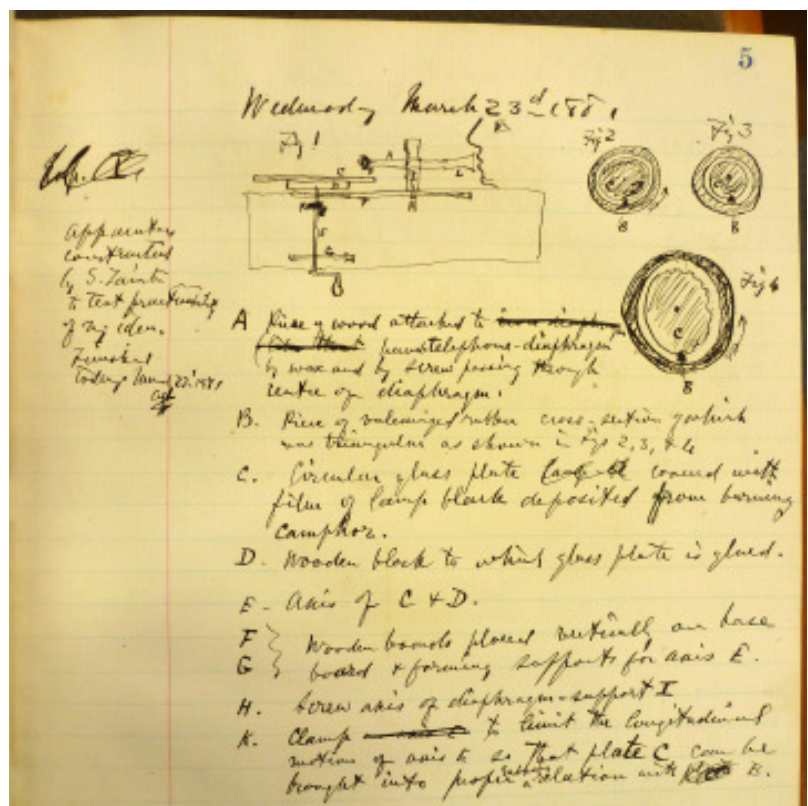 5
Wednesday March 23rd 1881
Fig 1
Fig 2
Fig 3
Fig 4
Apparatus
constructed
by S. Tainter
to test practicability
of my idea.
Finished
today
A Piece of wood attached to
telephone-diaphragm
by wax and by screw passing through
centre of diaphragm.
B. Piece of vulcanized rubber cross-section of which
was triangular as shown in Figs 2, 3, & 4
C. Circular glass plate covered with
film of lamp black deposited from burning
camphor.
D. Wooden block to which glass plate is glued.
E - Axis of C & D.
F } Wooden boards placed vertically on base
G } board & forming supports for axis E.
H. Screw axis of diaphragm-support I
K. Clamp to limit the longitudinal
motion of axis so that plate C can be
brought into proper relation with B.